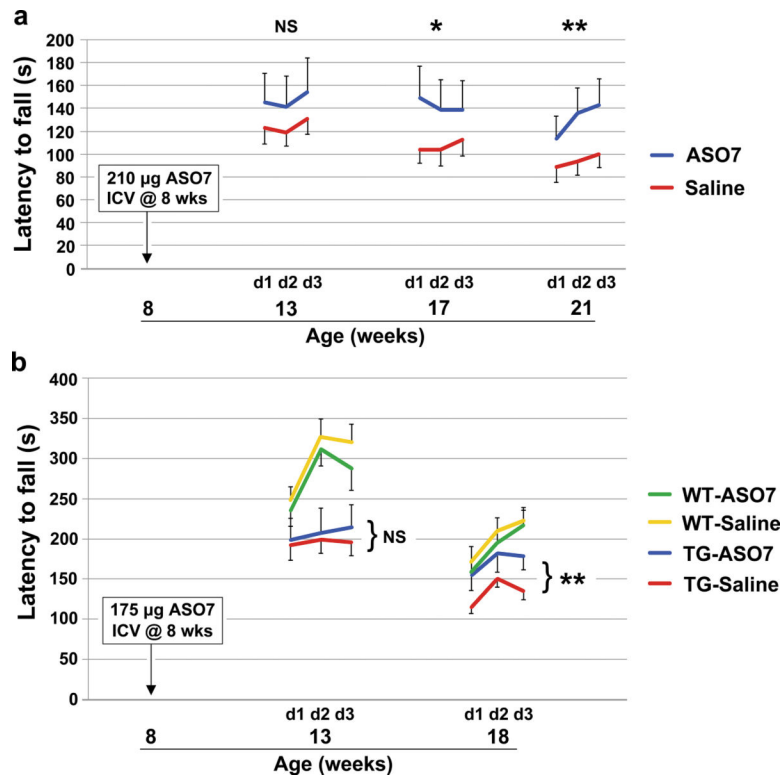 a
NS * **
Latency to fall (s)
200
180
160
140
120
100
80
60
40
20
0
210 µg ASO7
ICV @ 8 wks
ASO7
Saline
d1 d2 d3 d1 d2 d3 d1 d2 d3
8 13 17 21
Age (weeks)
b
Latency to fall (s)
400
350
300
250
200
150
100
50
0
175 µg ASO7
ICV @ 8 wks
} NS
} **
WT-ASO7
WT-Saline
TG-ASO7
TG-Saline
d1 d2 d3 d1 d2 d3
8 13 18
Age (weeks)